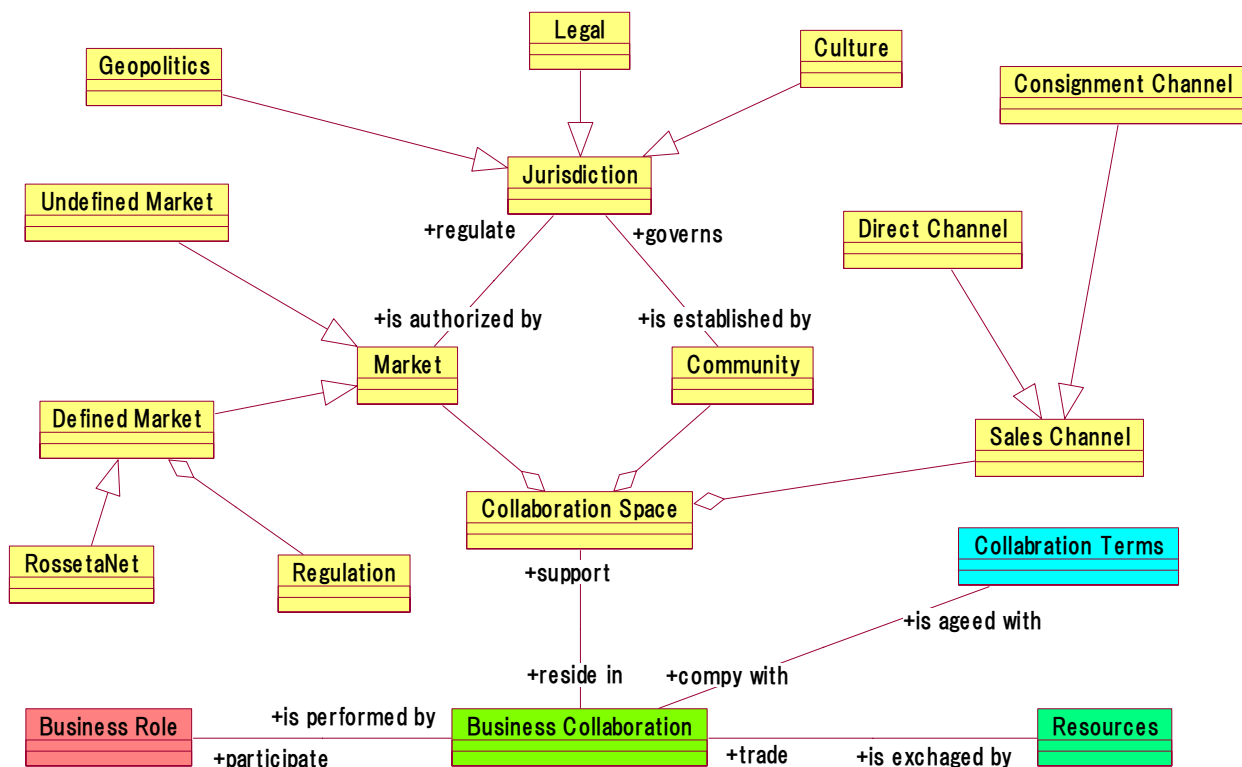 Legal
Culture
Geopolitics
Consignment Channel
Jurisdiction
Undefined Market
+regulate
+governs
Direct Channel
+is authorized by
+is established by
Market
Community
Defined Market
Sales Channel
Collaboration Space
RossetaNet
Regulation
Collabration Terms
+support
+is ageed with
+reside in
+compy with
Business Role
+is performed by
Business Collaboration
Resources
+participate
+trade
+is exchaged by